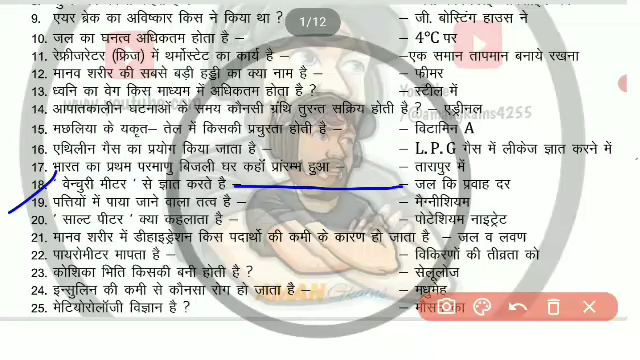 9. एयर ब्रेक का अविष्कार किस ने किया था ? – जी. बोस्टिंग हाउस ने
1/12
10. जल का घनत्व अधिकतम होता है – – 4°C पर
11. रेफ्रीजरेटर (फ्रिज) में थर्मोस्टेट का कार्य है – –एक समान तापमान बनाये रखना
12. मानव शरीर की सबसे बड़ी हड्डी का क्या नाम है – – फीमर
13. ध्वनि का वेग किस माध्यम में अधिकतम होता है ? – स्टील में
14. आपातकालीन घटनाओं के समय कौनसी ग्रंथि तुरन्त सक्रिय होती है ? – एड्रीनल
15. मछलिया के यकृत– तेल में किसकी प्रचुरता होती – – विटामिन A
16. एथिलीन गैस का प्रयोग किया जाता है – – L.P.G गैस में लीकेज ज्ञात करने में
17. भारत का प्रथम परमाणु बिजली घर कहाँ प्रांरम्भ हुआ – तारापुर में
18. ' वेन्चुरी मीटर ' से ज्ञात करते है – – जल कि प्रवाह दर
19. पत्तियों में पाया जाने वाला तत्व है – – मैग्नीशियम
20. ' साल्ट पीटर ' क्या कहलाता है – – पोटेशियम नाइट्रेट
21. मानव शरीर में डीहाइड्रेशन किस पदार्थो की कमी के कारण हो जाता है – जल व लवण
22. पायरोमीटर मापता है – – विकिरणों की तीव्रता को
23. कोशिका भिति किसकी बनी होती है ? – सेलूलोज
24. इन्सुलिन की कमी से कौनसा रोग हो जाता है – – मधुमेह
25. मेटियोरोलॉजी विज्ञान है ? – मौसम का